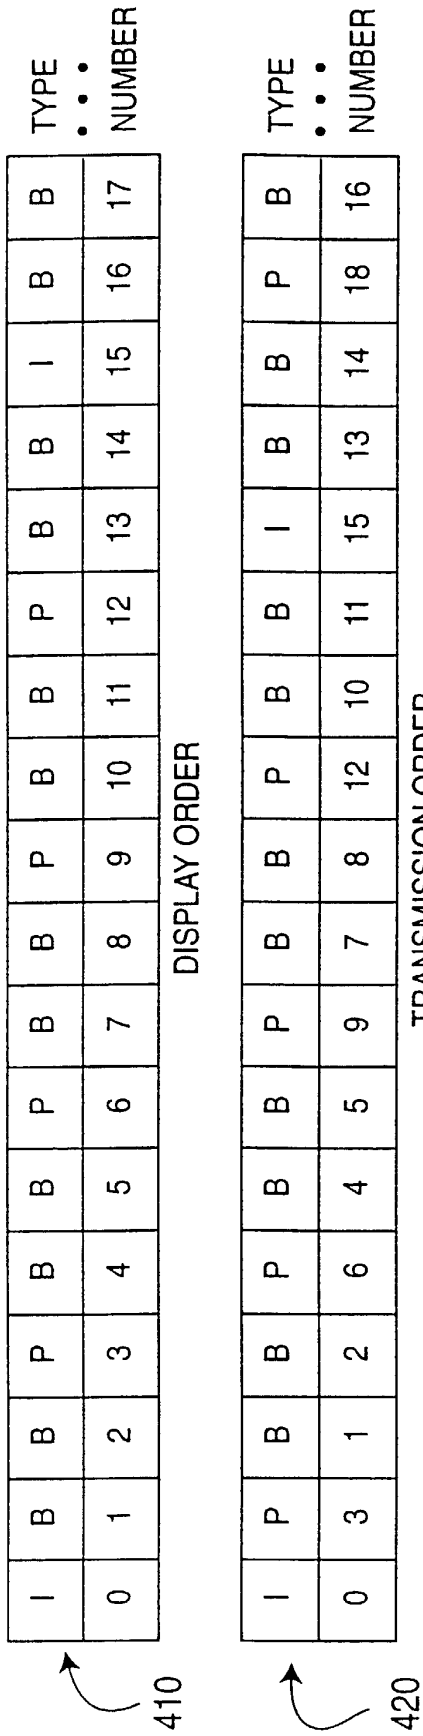 I B B P B B P B B P B B P B B I B B TYPE
0 1 2 3 4 5 6 7 8 9 10 11 12 13 14 15 16 17 NUMBER
410
DISPLAY ORDER
I P B B P B B P B B P B B I B B P B TYPE
0 3 1 2 6 4 5 9 7 8 12 10 11 15 13 14 18 16 NUMBER
420
TRANSMISSION ORDER